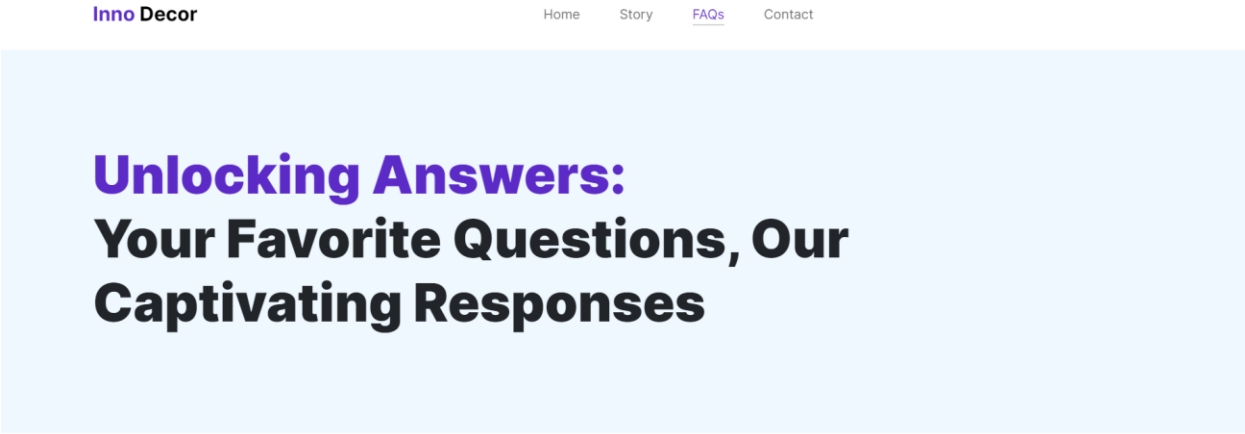 Inno Decor Home Story FAQs Contact
Unlocking Answers:
Your Favorite Questions, Our
Captivating Responses